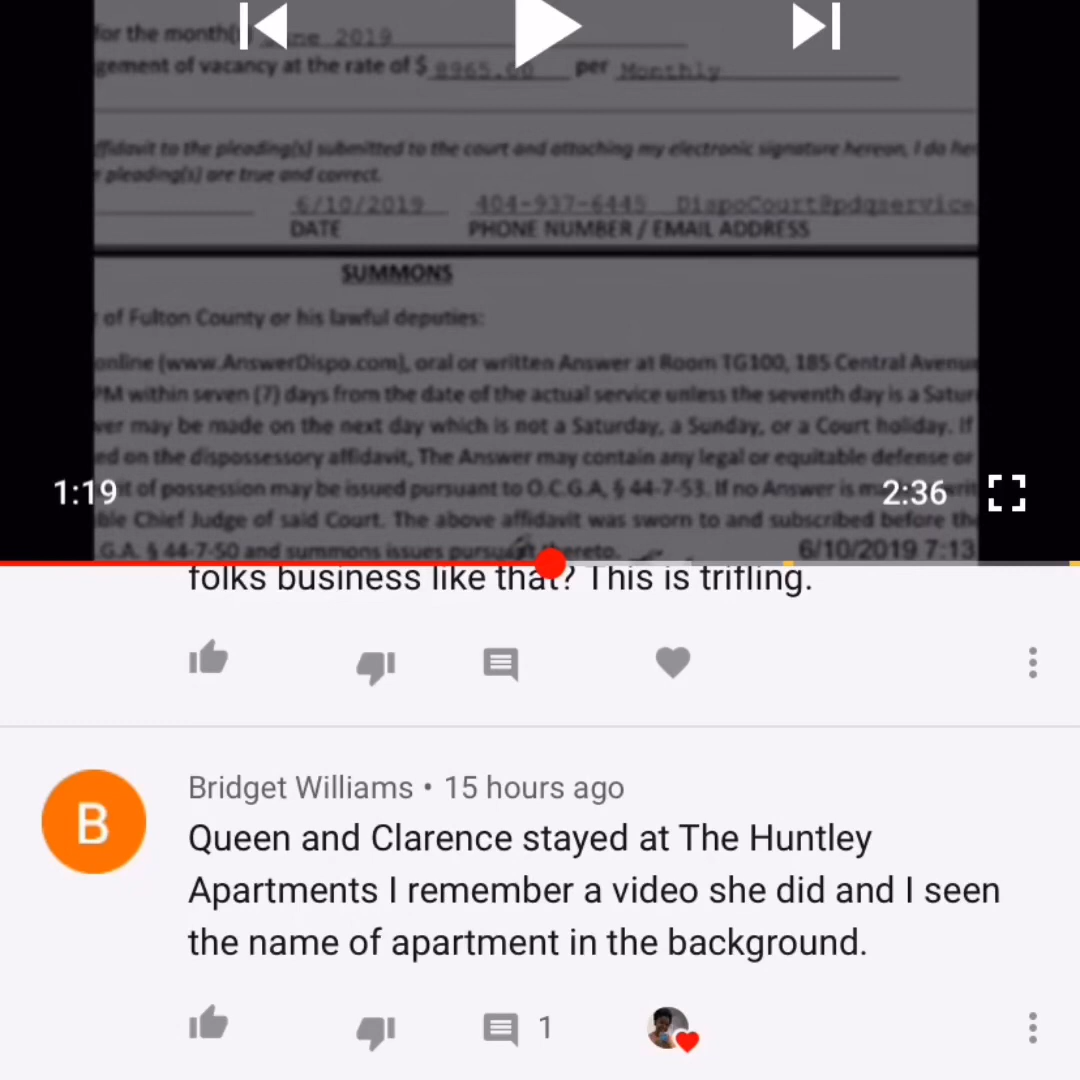 for the month(
ne 2019
gement of vacancy at the rate of $ 8965.00 per Monthly
ffidavit to the pleading(s) submitted to the court and attaching my electronic signature hereon, I do her
pleading(s) are true and correct.
6/10/2019 404-937-6445 DispoCourt@pdqservice
DATE PHONE NUMBER / EMAIL ADDRESS
SUMMONS
of Fulton County or his lawful deputies:
online (www.AnswerDispo.com), oral or written Answer at Room TG100, 185 Central Avenue
PM within seven (7) days from the date of the actual service unless the seventh day is a Satur
ver may be made on the next day which is not a Saturday, a Sunday, or a Court holiday. If
ed on the dispossessory affidavit, The Answer may contain any legal or equitable defense or
1:19 t of possession may be issued pursuant to O.C.G.A. § 44-7-53. If no Answer is m 2:36
ble Chief Judge of said Court. The above affidavit was sworn to and subscribed before th
G.A. § 44-7-50 and summons issues pursuant thereto. 6/10/2019 7:13
folks business like that? This is trifling.
B
Bridget Williams • 15 hours ago
Queen and Clarence stayed at The Huntley
Apartments I remember a video she did and I seen
the name of apartment in the background.
1